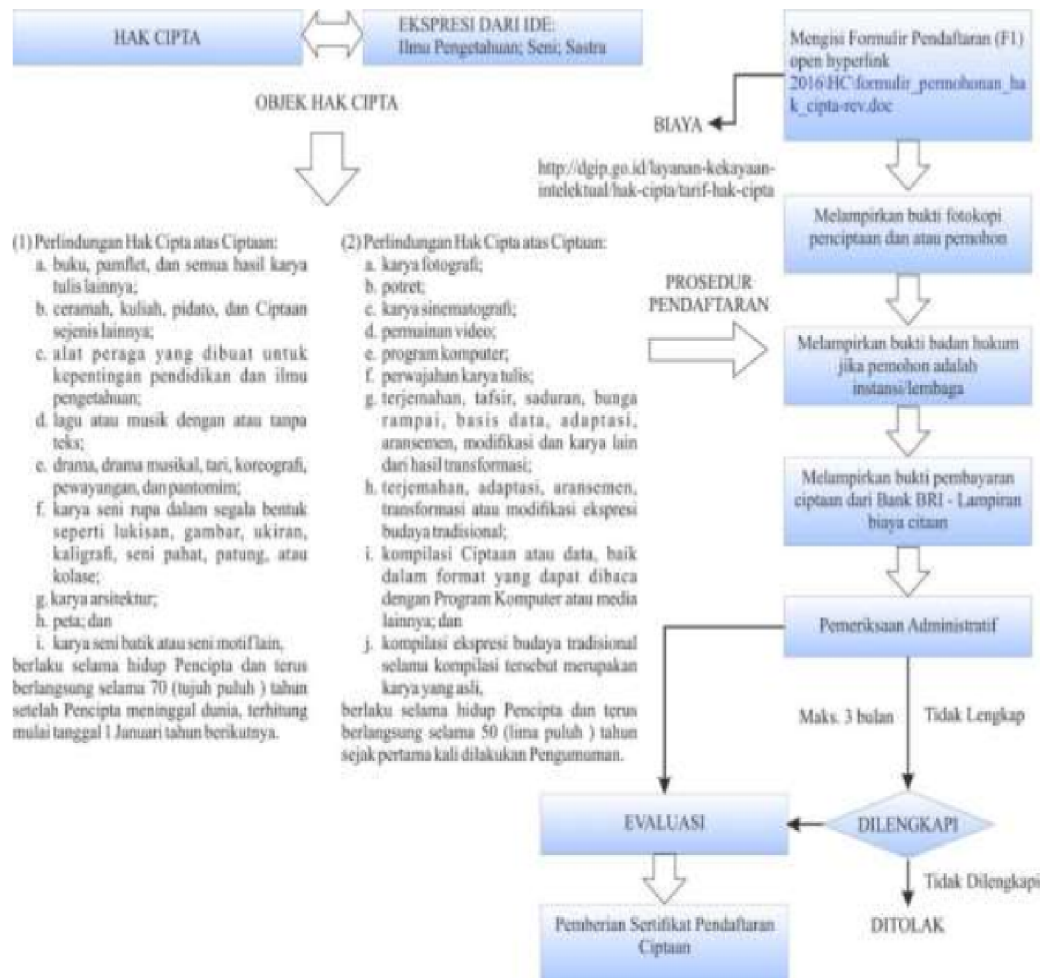 HAK CIPTA
EKSPRESI DARI IDE:
Ilmu Pengetahuan; Seni; Sastra
OBJEK HAK CIPTA
(1) Perlindungan Hak Cipta atas Ciptaan:
a. buku, pamflet, dan semua hasil karya
tulis lainnya;
b. ceramah, kuliah, pidato, dan Ciptaan
sejenis lainnya;
c. alat peraga yang dibuat untuk
kepentingan pendidikan dan ilmu
pengetahuan;
d. lagu atau musik dengan atau tanpa
teks;
e. drama, drama musikal, tari, koreografi,
pewayangan, dan pantomim;
f. karya seni rupa dalam segala bentuk
seperti lukisan, gambar, ukiran,
kaligrafi, seni pahat, patung, atau
kolase;
g. karya arsitektur;
h. peta; dan
i. karya seni batik atau seni motif lain,
berlaku selama hidup Pencipta dan terus
berlangsung selama 70 (tujuh puluh ) tahun
setelah Pencipta meninggal dunia, terhitung
mulai tanggal 1 Januari tahun berikutnya.
(2) Perlindungan Hak Cipta atas Ciptaan:
a. karya fotografi;
b. potret;
c. karya sinematografi;
d. permainan video;
e. program komputer;
f. perwajahan karya tulis;
g. terjemahan, tafsir, saduran, bunga
rampai, basis data, adaptasi,
aransemen, modifikasi dan karya lain
dari hasil transformasi;
h. terjemahan, adaptasi, aransemen,
transformasi atau modifikasi ekspresi
budaya tradisional;
i. kompilasi Ciptaan atau data, baik
dalam format yang dapat dibaca
dengan Program Komputer atau media
lainnya; dan
j. kompilasi ekspresi budaya tradisional
selama kompilasi tersebut merupakan
karya yang asli,
berlaku selama hidup Pencipta dan terus
berlangsung selama 50 (lima puluh ) tahun
sejak pertama kali dilakukan Pengumuman.
PROSEDUR
PENDAFTARAN
Mengisi Formulir Pendaftaran (F1)
open hyperlink
2016\HC\formulir_permohonan_ha
k_cipta-rev.doc
BIAYA
http://dgip.go.id/layanan-kekayaan-
intelektual/hak-cipta/tarif-hak-cipta
Melampirkan bukti fotokopi
penciptaan dan atau pemohon
Melampirkan bukti badan hukum
jika pemohon adalah
instansi/lembaga
Melampirkan bukti pembayaran
ciptaan dari Bank BRI - Lampiran
biaya citaan
Pemeriksaan Administratif
Maks. 3 bulan
Tidak Lengkap
EVALUASI
DILENGKAPI
Tidak Dilengkapi
DITOLAK
Pemberian Sertifikat Pendaftaran
Ciptaan